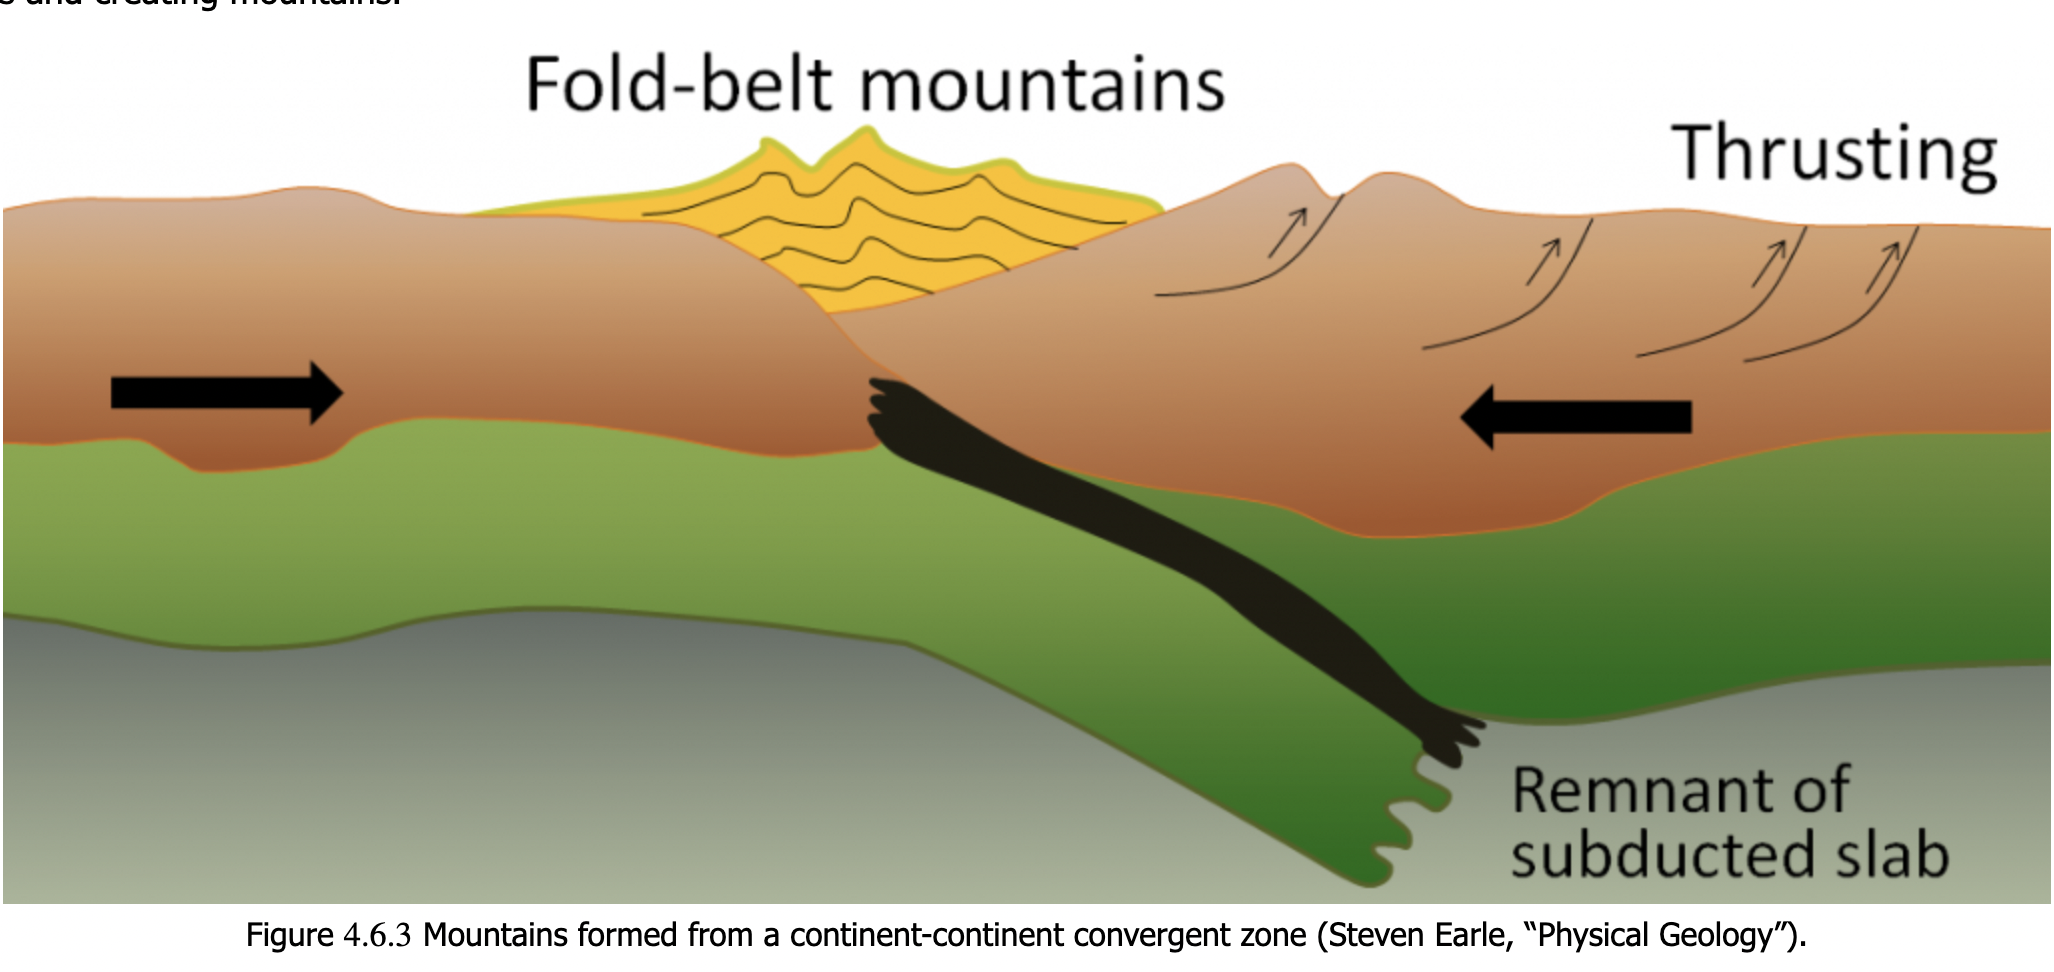 and creating mountains.
Fold-belt mountains
Thrusting
Remnant of
subducted slab
Figure 4.6.3 Mountains formed from a continent-continent convergent zone (Steven Earle, “Physical Geology”).